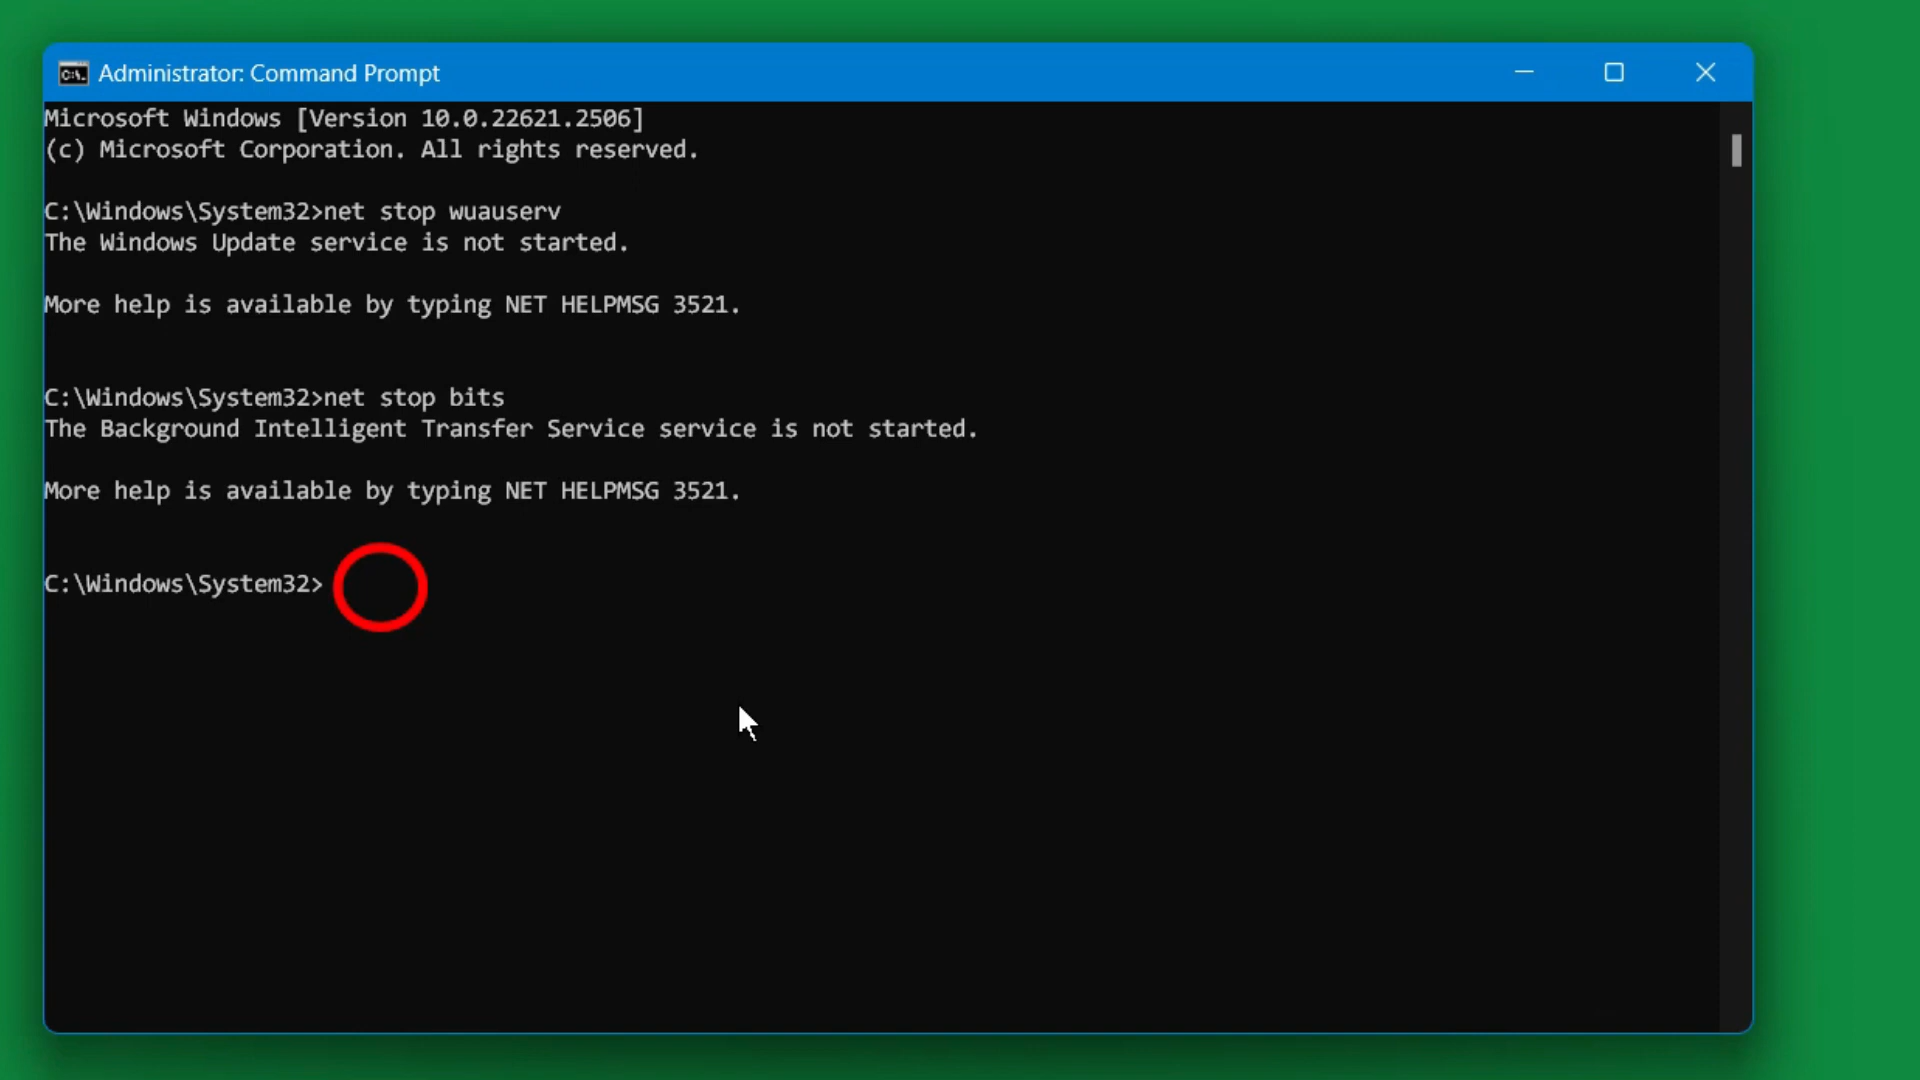 Administrator: Command Prompt
Microsoft Windows [Version 10.0.22621.2506]
(c) Microsoft Corporation. All rights reserved.
C:\Windows\System32>net stop wuauserv
The Windows Update service is not started.
More help is available by typing NET HELPMSG 3521.
C:\Windows\System32>net stop bits
The Background Intelligent Transfer Service service is not started.
More help is available by typing NET HELPMSG 3521.
C:\Windows\System32>